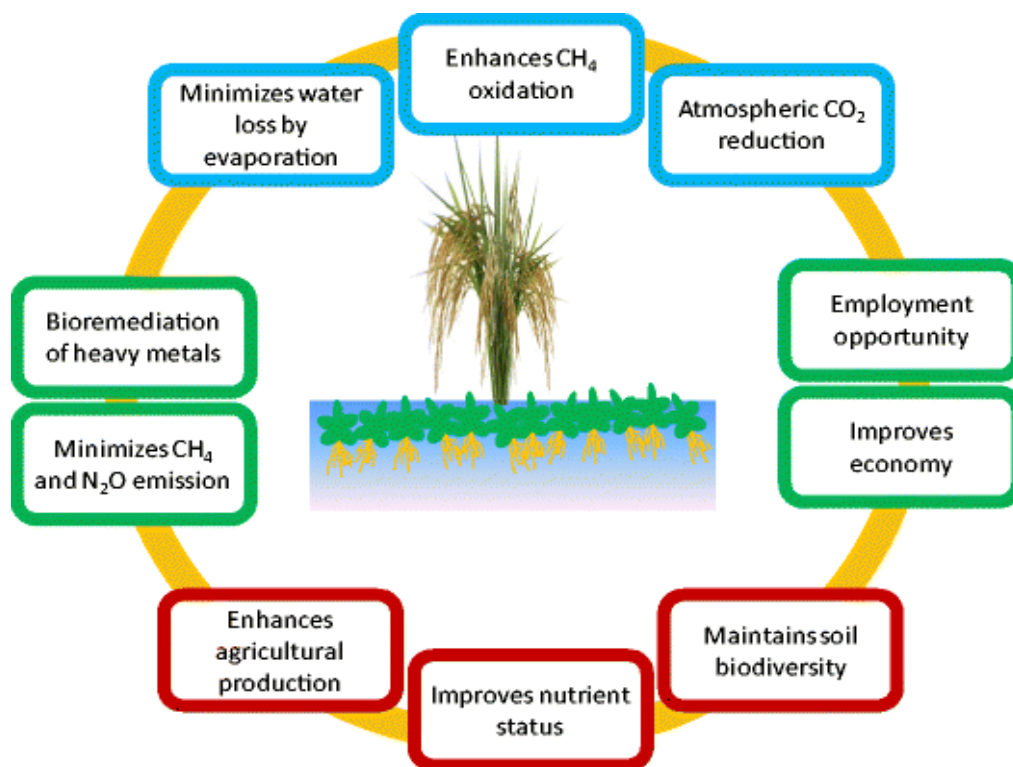 Enhances CH₄
oxidation
Atmospheric CO₂
reduction
Employment
opportunity
Improves
economy
Maintains soil
biodiversity
Improves nutrient
status
Enhances
agricultural
production
Minimizes CH₄
and N₂O emission
Bioremediation
of heavy metals
Minimizes water
loss by
evaporation